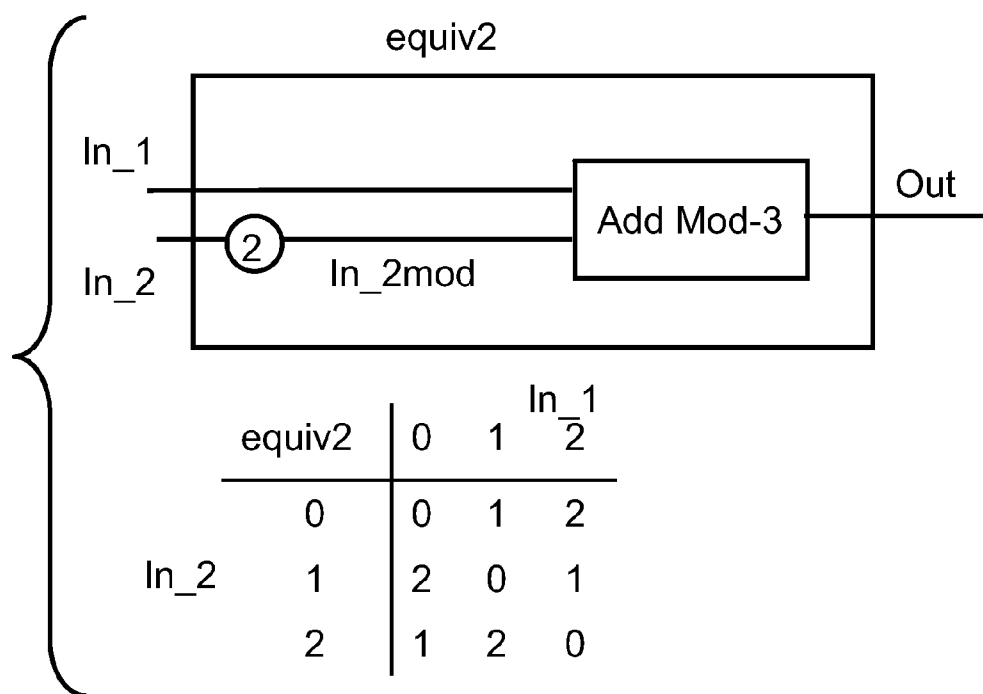 equiv2
In_1
Add Mod-3
Out
2
In_2
In_2mod
In_1
equiv2 0 1 2
0 0 1 2
In_2 1 2 0 1
2 1 2 0